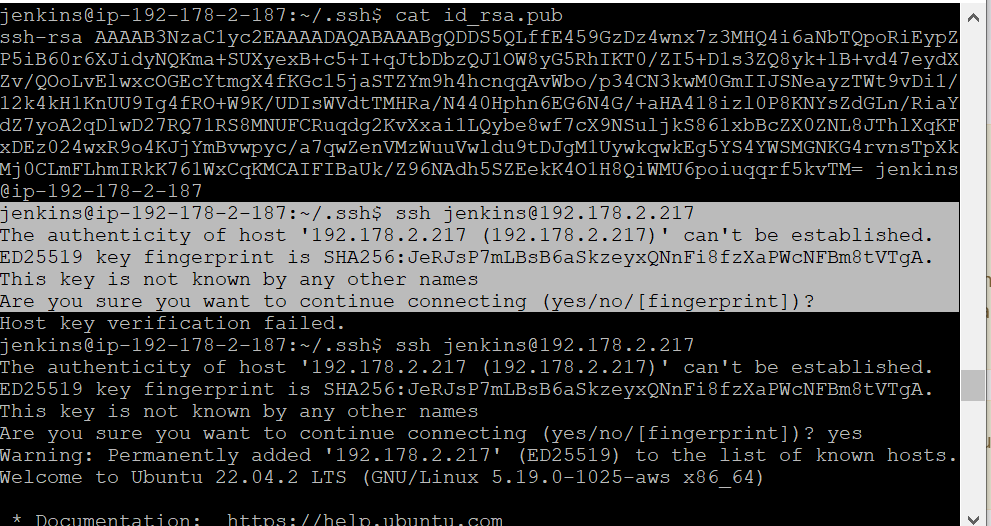 jenkins@ip-192-178-2-187:~/.ssh$ cat id_rsa.pub
ssh-rsa AAAAB3NzaC1yc2EAAAADAQABAAABgQDDS5QLffE459GzDz4wnx7z3MHQ4i6aNbTQpoRiEypZ
P5iB60r6XJidyNQKma+SUXyexB+c5+I+qJtbDbzQJ1OW8yG5RhIKT0/ZI5+D1s3ZQ8yk+lB+vd47eydX
Zv/QOoLvElwxcOGEcYtmgX4fKGc15jaSTZYm9h4hcnqqAvWbo/p34CN3kwM0GmIIJSNeayzTWt9vDi1/
12k4kH1KnUU9Ig4fRO+W9K/UDIsWVdtTMHRa/N440Hphn6EG6N4G/+aHA418izl0P8KNYsZdGLn/RiaY
dZ7yoA2qDlwD27RQ71RS8MNUFCRuqdg2KvXxai1LQybe8wf7cX9NSuljkS861xbBcZX0ZNL8JThlXqKF
xDEz024wxR9o4KJjYmBvwpyc/a7qwZenVMzWuuVwldu9tDJgM1UywkqwkEg5YS4YWSMGNKG4rvnsTpXk
Mj0CLmFLhmIRkK761WxCqKMCAIFIBaUk/Z96NAdh5SZEekK4OlH8QiWMU6poiuqqrf5kvTM= jenkins
@ip-192-178-2-187
jenkins@ip-192-178-2-187:~/.ssh$ ssh jenkins@192.178.2.217
The authenticity of host '192.178.2.217 (192.178.2.217)' can't be established.
ED25519 key fingerprint is SHA256:JeRJsP7mLBsB6aSkzeyxQNnFi8fzXaPWcNFBm8tVTgA.
This key is not known by any other names
Are you sure you want to continue connecting (yes/no/[fingerprint])?
Host key verification failed.
jenkins@ip-192-178-2-187:~/.ssh$ ssh jenkins@192.178.2.217
The authenticity of host '192.178.2.217 (192.178.2.217)' can't be established.
ED25519 key fingerprint is SHA256:JeRJsP7mLBsB6aSkzeyxQNnFi8fzXaPWcNFBm8tVTgA.
This key is not known by any other names
Are you sure you want to continue connecting (yes/no/[fingerprint])? yes
Warning: Permanently added '192.178.2.217' (ED25519) to the list of known hosts.
Welcome to Ubuntu 22.04.2 LTS (GNU/Linux 5.19.0-1025-aws x86_64)
* Documentation: https://help.ubuntu.com